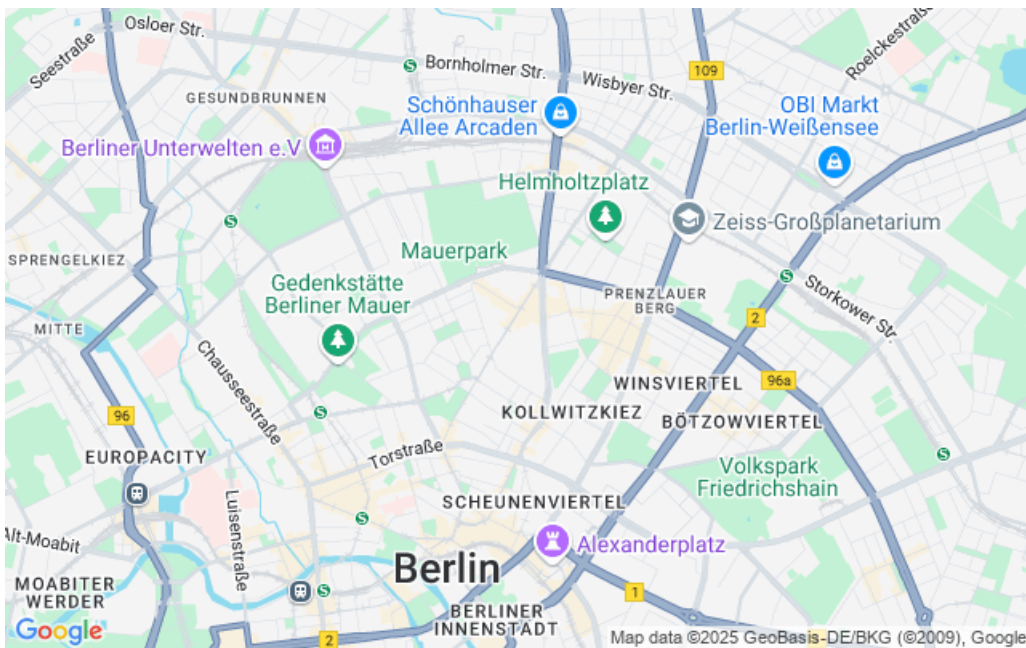 Osloer Str.
Seestraße
Bornholmer Str.
Wisbyer Str.
109
Roelckestraße
GESUNDBRUNNEN
Schönhauser
Allee Arcaden
OBI Markt
Berlin-Weißensee
Berliner Unterwelten e.V
Helmholtzplatz
Zeiss-Großplanetarium
Mauerpark
SPRENGELKIEZ
Gedenkstätte
Berliner Mauer
PRENZLAUER
BERG
Storkower Str.
MITTE
2
Chausseestraße
WINSVIERTEL
96a
96
KOLLWITZKIEZ
BÖTZOWVIERTEL
EUROPACITY
Torstraße
Volkspark
Friedrichshain
Luisenstraße
SCHEUNENVIERTEL
Alt-Moabit
Alexanderplatz
Berlin
MOABITER
WERDER
1
BERLINER
INNENSTADT
2
S
S
S
S
S
S
S
Google
Map data ©2025 GeoBasis-DE/BKG (©2009), Google